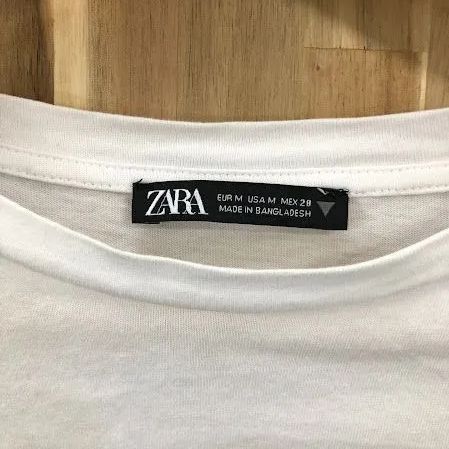 ZARA
EUR M USA M MEX 28
MADE IN BANGLADESH